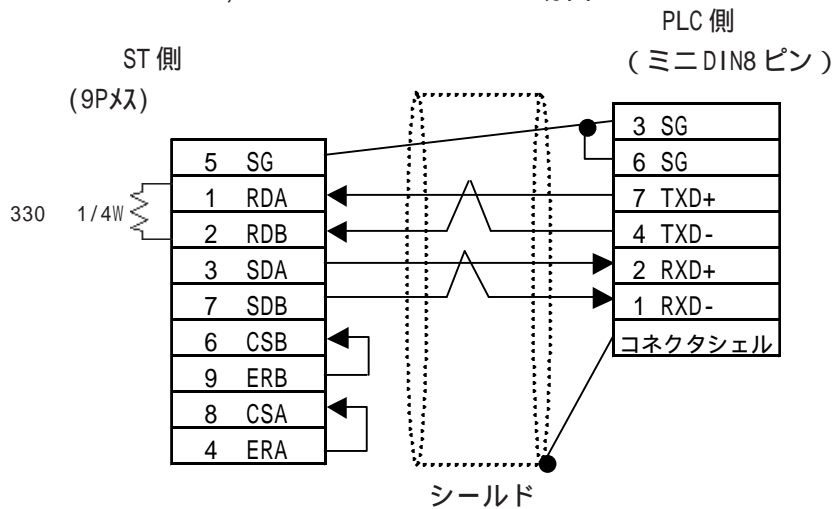 PLC 側
ST 側
(ミニDIN8 ピン)
(9Pメス)
3 SG
5 SG
6 SG
1 RDA
7 TXD+
330 1/4W
2 RDB
4 TXD-
3 SDA
2 RXD+
7 SDB
1 RXD-
6 CSB
コネクタシェル
9 ERB
8 CSA
4 ERA
シールド